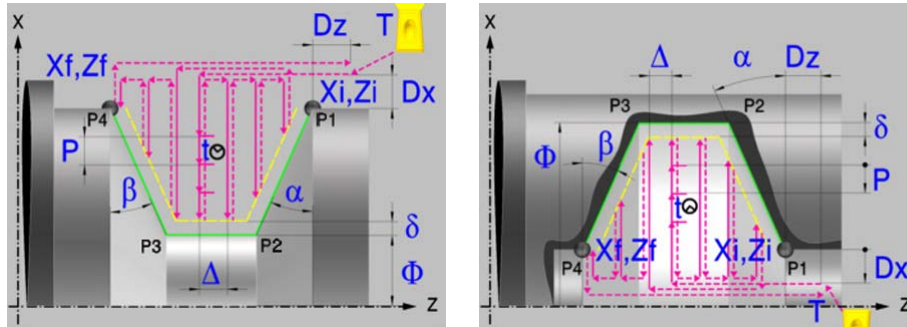 X
Dz
T
Xf,Zf
Xi,Zi
Dx
P4
P1
P
t
β
α
δ
P3
P2
Δ
Φ
Z
X
Δ
α
Dz
P3
P2
δ
Φ
β
P
t
Xf,Zf
Xi,Zi
P4
P1
Dx
T
Z